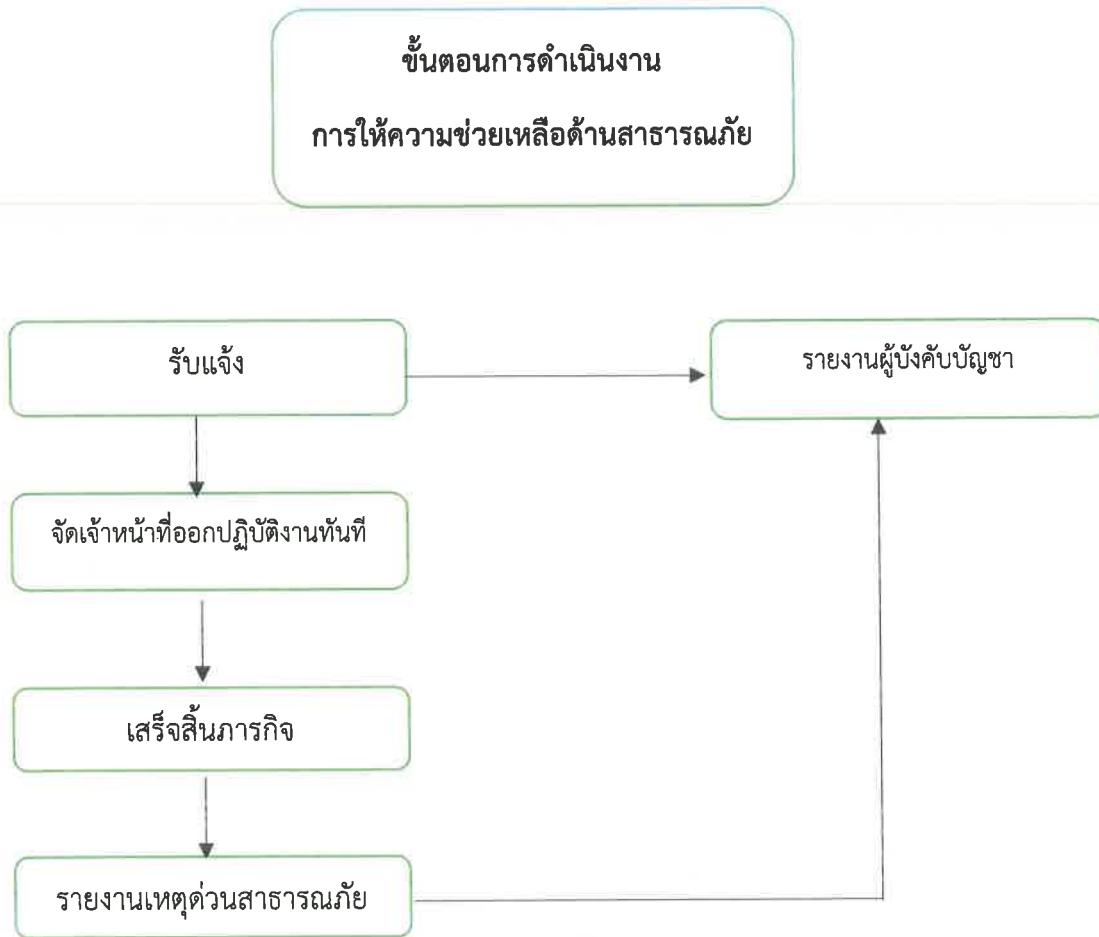 ขั้นตอนการดำเนินงาน
การให้ความช่วยเหลือด้านสาธารณภัย
รับแจ้ง
รายงานผู้บังคับบัญชา
จัดเจ้าหน้าที่ออกปฏิบัติงานทันที
เสร็จสิ้นภารกิจ
รายงานเหตุด่วนสาธารณภัย